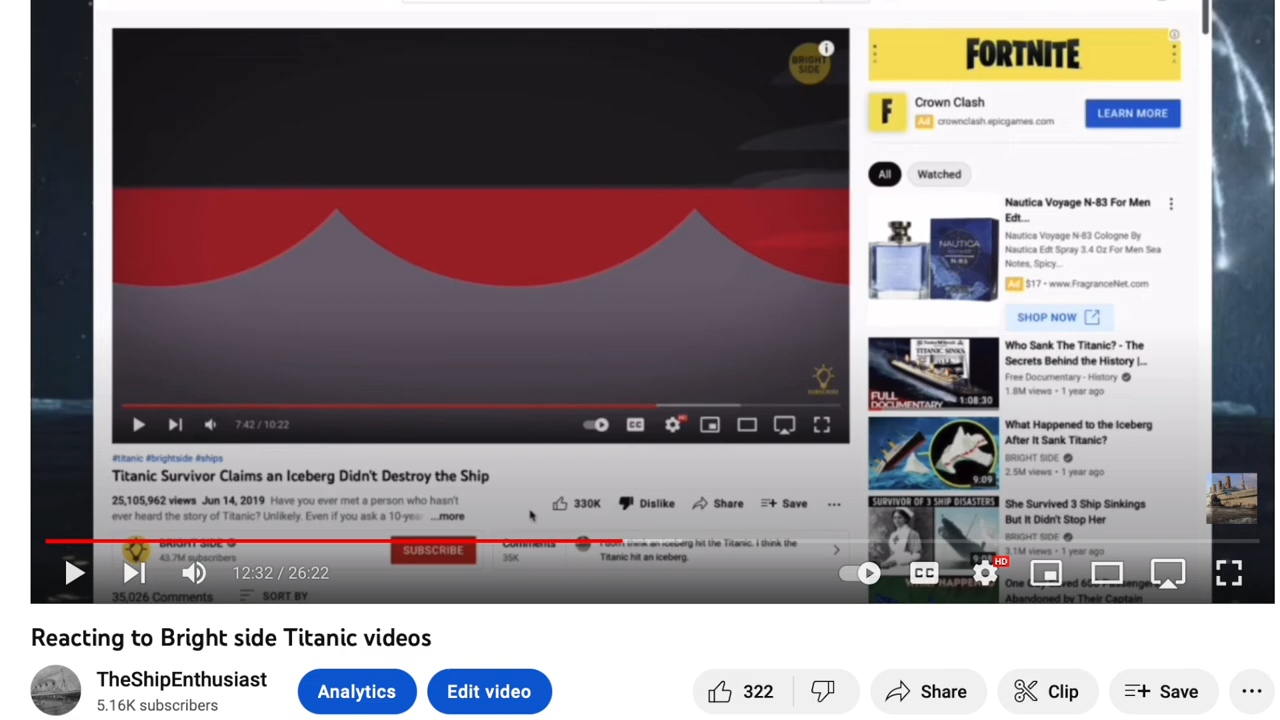 BRIGHT
SIDE
7:42 / 10:22
CC
HD
#titanic #brightside #ships
Titanic Survivor Claims an Iceberg Didn't Destroy the Ship
25,105,962 views Jun 14, 2019 Have you ever met a person who hasn't
ever heard the story of Titanic? Unlikely. Even if you ask a 10-year ...more
330K Dislike Share Save
BRIGHT SIDE
43.7M subscribers
SUBSCRIBE
Comments
35K
I don't think an iceberg hit the Titanic. I think the
Titanic hit an iceberg.
35,026 Comments SORT BY
FORTNITE
F
Crown Clash
Ad crownclash.epicgames.com
LEARN MORE
All Watched
NAUTICA
VOYAGE
Nautica Voyage N-83 For Men
Edt...
Nautica Voyage N-83 Cologne By
Nautica Edt Spray 3.4 Oz For Men Sea
Notes, Spicy...
Ad $17 • www.FragranceNet.com
SHOP NOW
TITANIC SINKS
FULL
DOCUMENTARY
1:08:30
Who Sank The Titanic? - The
Secrets Behind the History |...
Free Documentary - History
1.8M views • 1 year ago
9:09
What Happened to the Iceberg
After It Sank Titanic?
BRIGHT SIDE
2.5M views • 1 year ago
SURVIVOR OF 3 SHIP DISASTERS
She Survived 3 Ship Sinkings
But It Didn't Stop Her
BRIGHT SIDE
3.1M views • 1 year ago
Abandoned by Their Captain
12:32 / 26:22
CC
HD
Reacting to Bright side Titanic videos
TheShipEnthusiast
5.16K subscribers
Analytics
Edit video
322
Share
Clip
Save